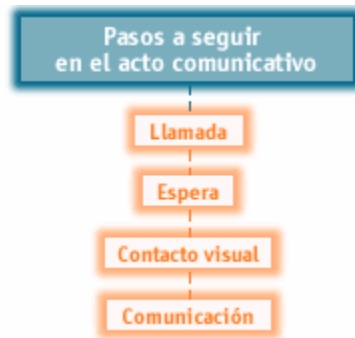 Pasos a seguir
en el acto comunicativo
Llamada
Espera
Contacto visual
Comunicación